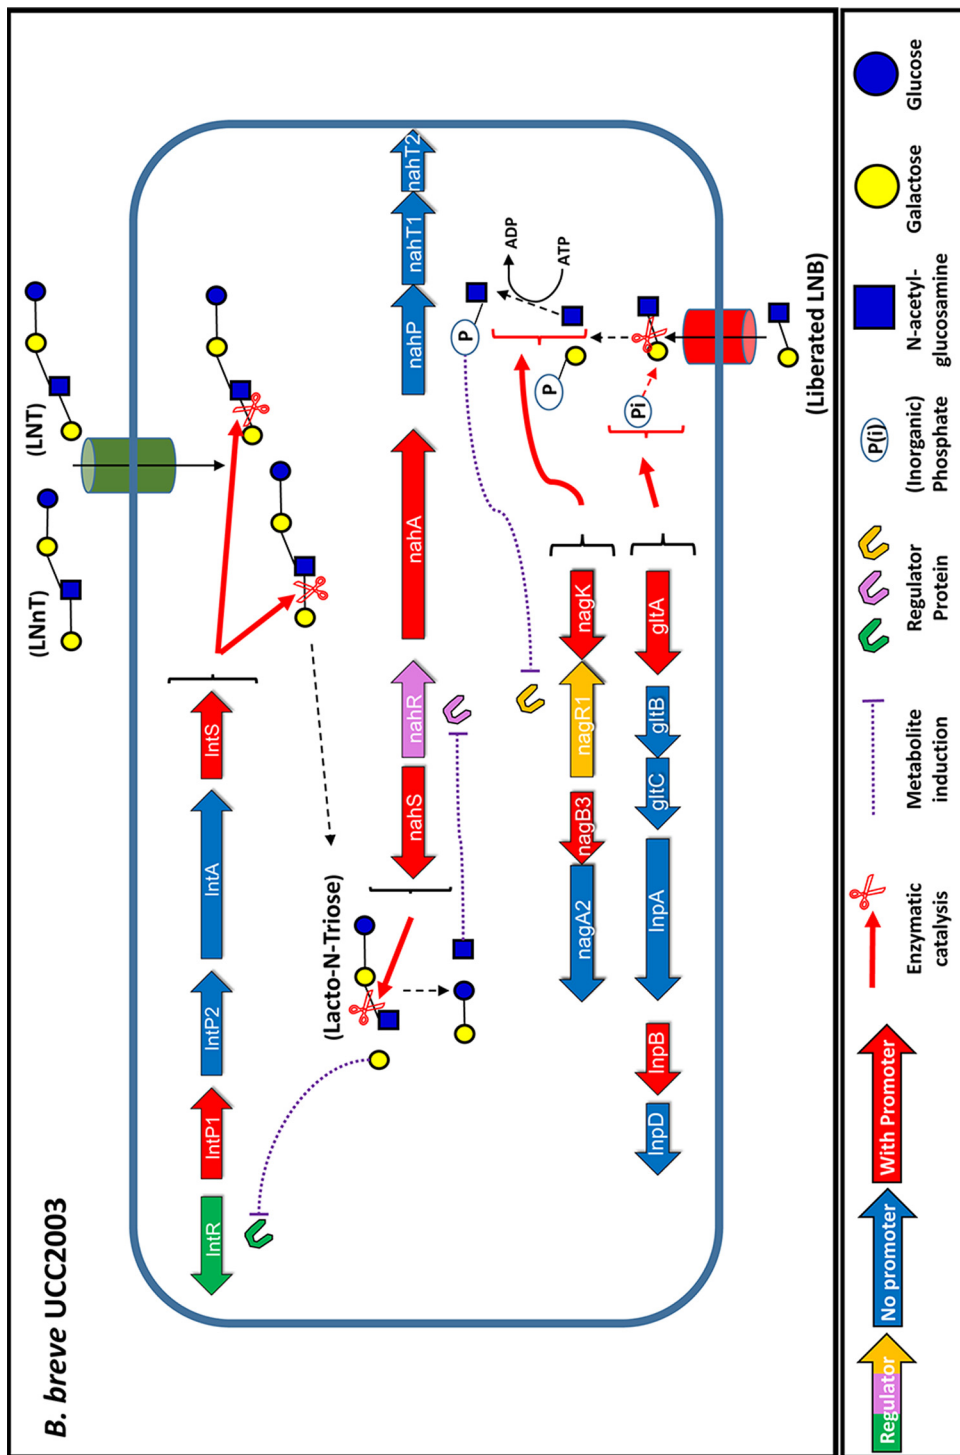 B. breve UCC2003
(LNnT)
(LNT)
lntR
lntP1
lntP2
lntA
lntS
(Lacto-N-Triose)
nahS
nahR
nahA
nahP
nahT1
nahT2
nagA2
nagB3
nagR1
nagK
P
P
ADP
ATP
Pi
lnpD
lnpB
lnpA
gltC
gltB
gltA
(Liberated LNB)
Regulator
No promoter
With Promoter
Enzymatic
catalysis
Metabolite
induction
Regulator
Protein
P(i)
(Inorganic)
Phosphate
N-acetyl-
glucosamine
Galactose
Glucose